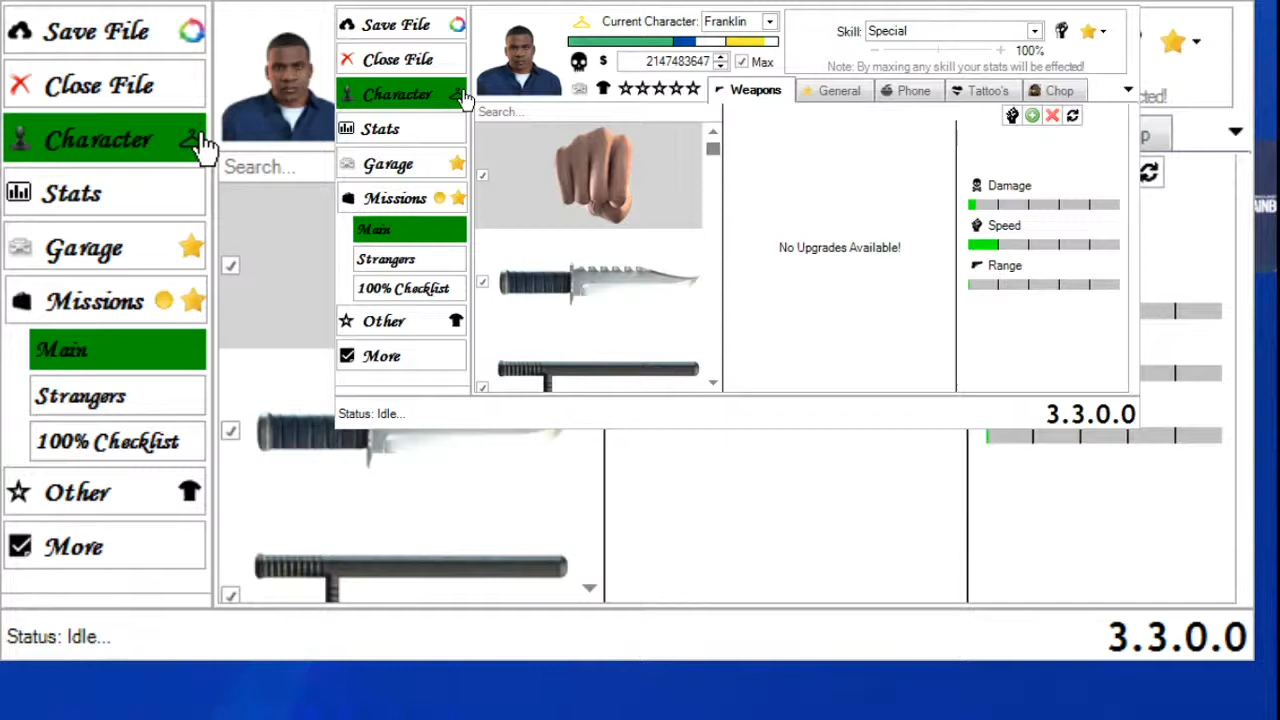 Save File
Close File
Character
Stats
Garage
Missions
Main
Strangers
100% Checklist
Other
More
Search...
Status: Idle...
3.3.0.0
Save File
Close File
Character
Stats
Garage
Missions
Main
Strangers
100% Checklist
Other
More
Current Character: Franklin
$ 2147483647 Max
Skill: Special
100%
Note: By maxing any skill your stats will be effected!
Weapons General Phone Tattoo's Chop
Search...
No Upgrades Available!
Damage
Speed
Range
Status: Idle...
3.3.0.0